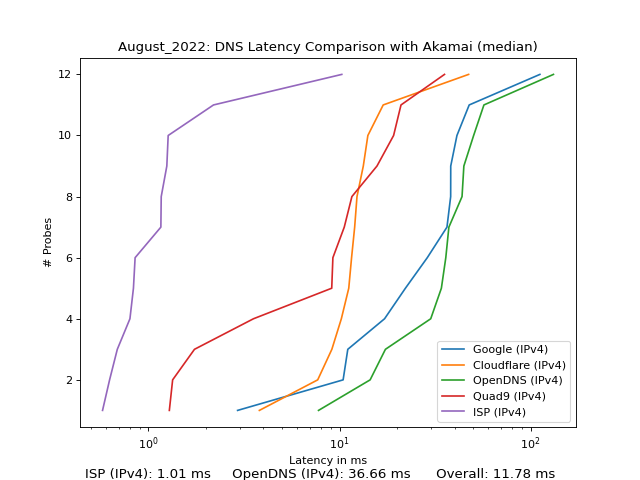 August_2022: DNS Latency Comparison with Akamai (median)
12
10
8
6
4
2
# Probes
Google (IPv4)
Cloudflare (IPv4)
OpenDNS (IPv4)
Quad9 (IPv4)
ISP (IPv4)
10⁰ 10¹ 10²
Latency in ms
ISP (IPv4): 1.01 ms OpenDNS (IPv4): 36.66 ms Overall: 11.78 ms